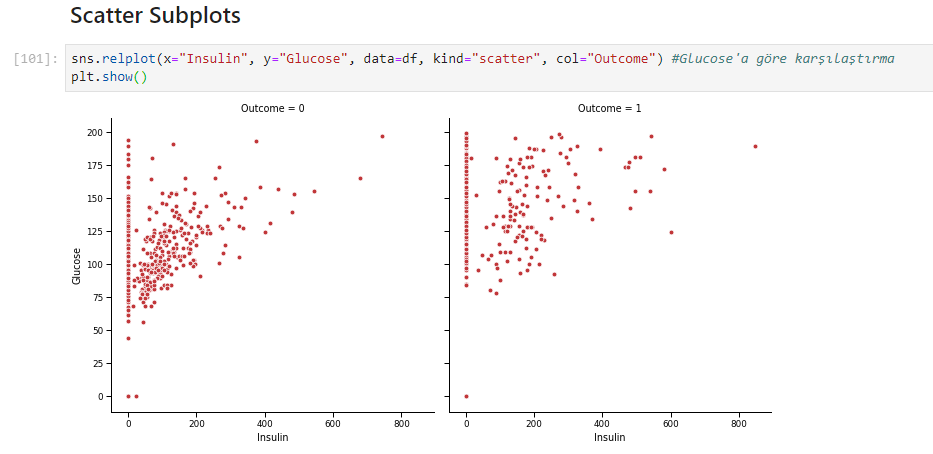 Scatter Subplots
[101]: sns.relplot(x="Insulin", y="Glucose", data=df, kind="scatter", col="Outcome") #Glucose'a göre karşılaştırma
plt.show()
Outcome = 0
Outcome = 1
200
175
150
125
100
75
50
25
0
Glucose
0 200 400 600 800
0 200 400 600 800
Insulin
Insulin